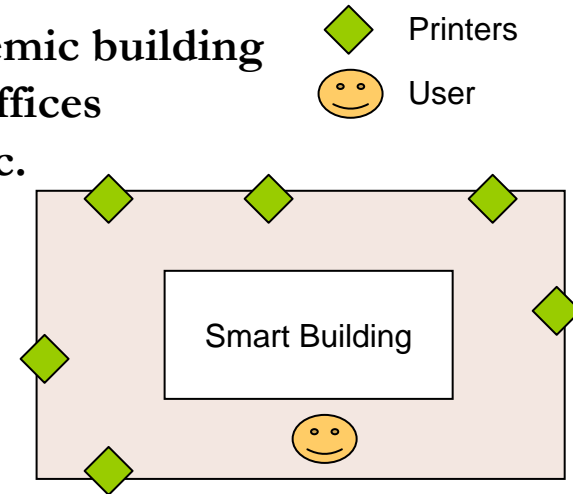 emic building
ffices
c.
Printers
User
Smart Building